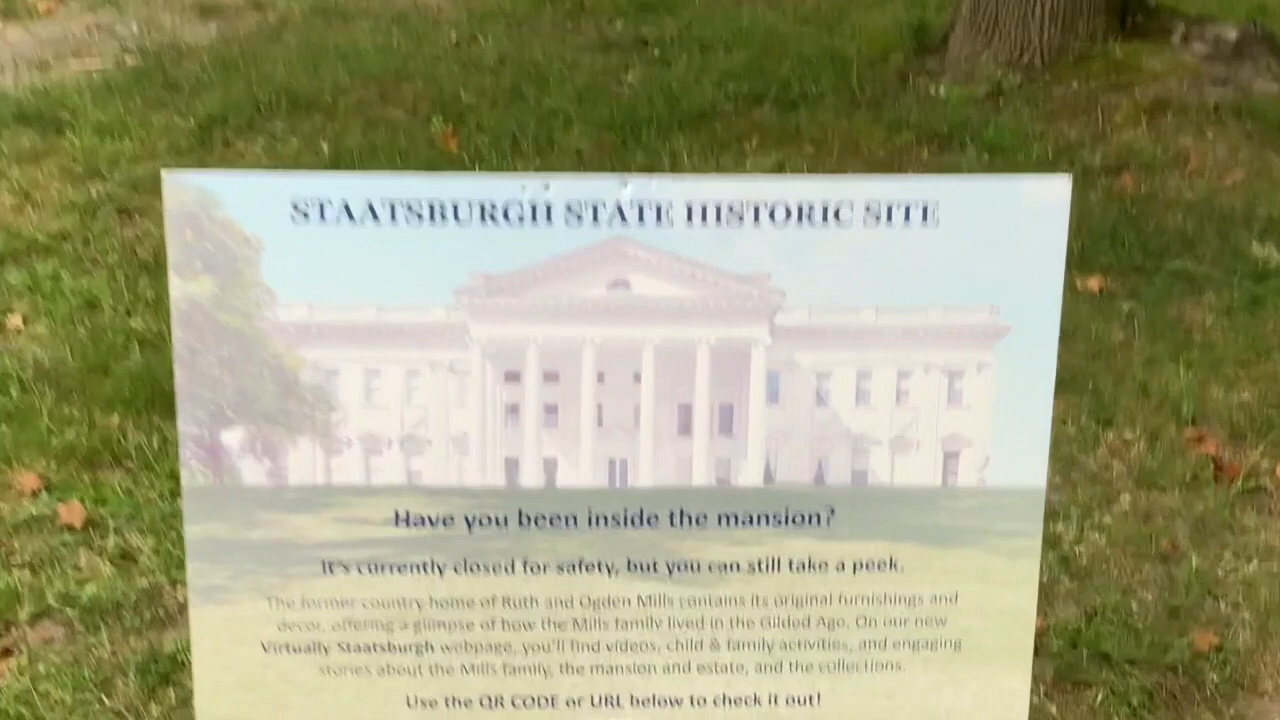 STAATSBURGH STATE HISTORIC SITE
Have you been inside the mansion?
It's currently closed for safety, but you can still take a peek.
The former country home of Ruth and Ogden Mills contains its original furnishings and
decor, offering a glimpse of how the Mills family lived in the Gilded Age. On our new
Virtually Staatsburgh webpage, you'll find videos, child & family activities, and engaging
stories about the Mills family, the mansion and estate, and the collections.
Use the QR CODE or URL below to check it out!